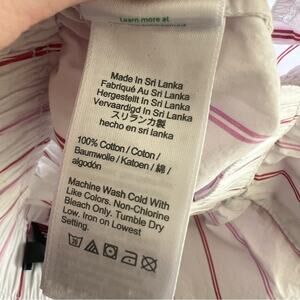 Learn more at
Made In Sri Lanka
Fabriqué Au Sri Lanka
Hergestellt In Sri Lanka
Vervaardigd In Sri Lanka
スリランカ製
hecho en sri lanka
100% Cotton / Coton /
Baumwolle / Katoen / 綿 /
algodón
Machine Wash Cold With
Like Colors. Non-Chlorine
Bleach Only. Tumble Dry
Low. Iron on Lowest
Setting.